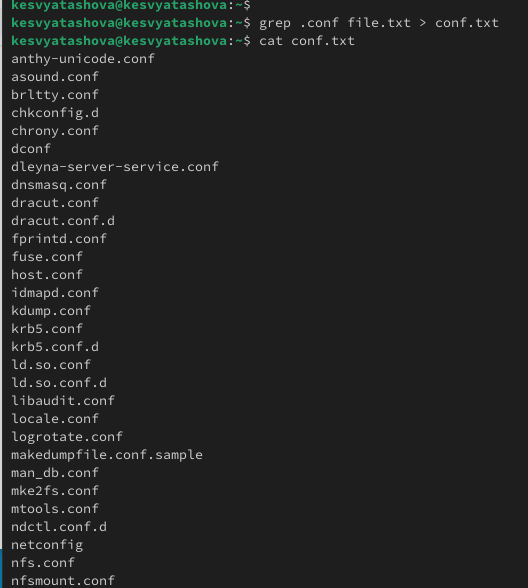 kesvyatashova@kesvyatashova:~$
kesvyatashova@kesvyatashova:~$ grep .conf file.txt > conf.txt
kesvyatashova@kesvyatashova:~$ cat conf.txt
anthy-unicode.conf
asound.conf
brltty.conf
chkconfig.d
chrony.conf
dconf
dleyna-server-service.conf
dnsmasq.conf
dracut.conf
dracut.conf.d
fprintd.conf
fuse.conf
host.conf
idmapd.conf
kdump.conf
krb5.conf
krb5.conf.d
ld.so.conf
ld.so.conf.d
libaudit.conf
locale.conf
logrotate.conf
makedumpfile.conf.sample
man_db.conf
mke2fs.conf
mtools.conf
ndctl.conf.d
netconfig
nfs.conf
nfsmount.conf